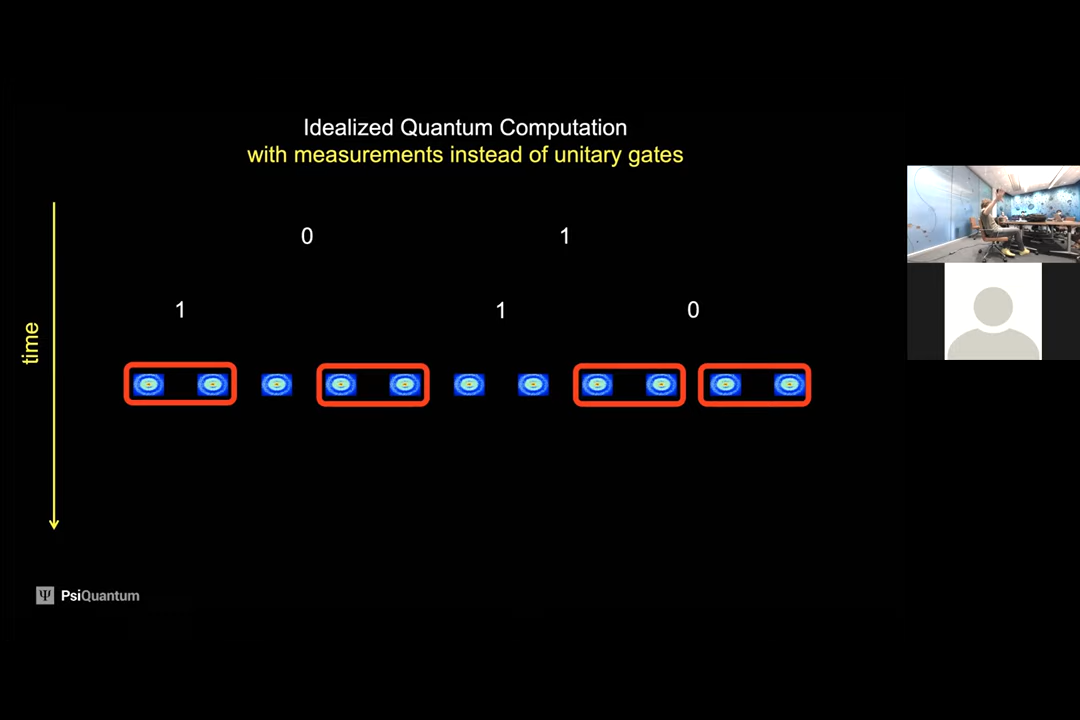 Idealized Quantum Computation
with measurements instead of unitary gates
0 1
1 1 0
time
Ψ PsiQuantum